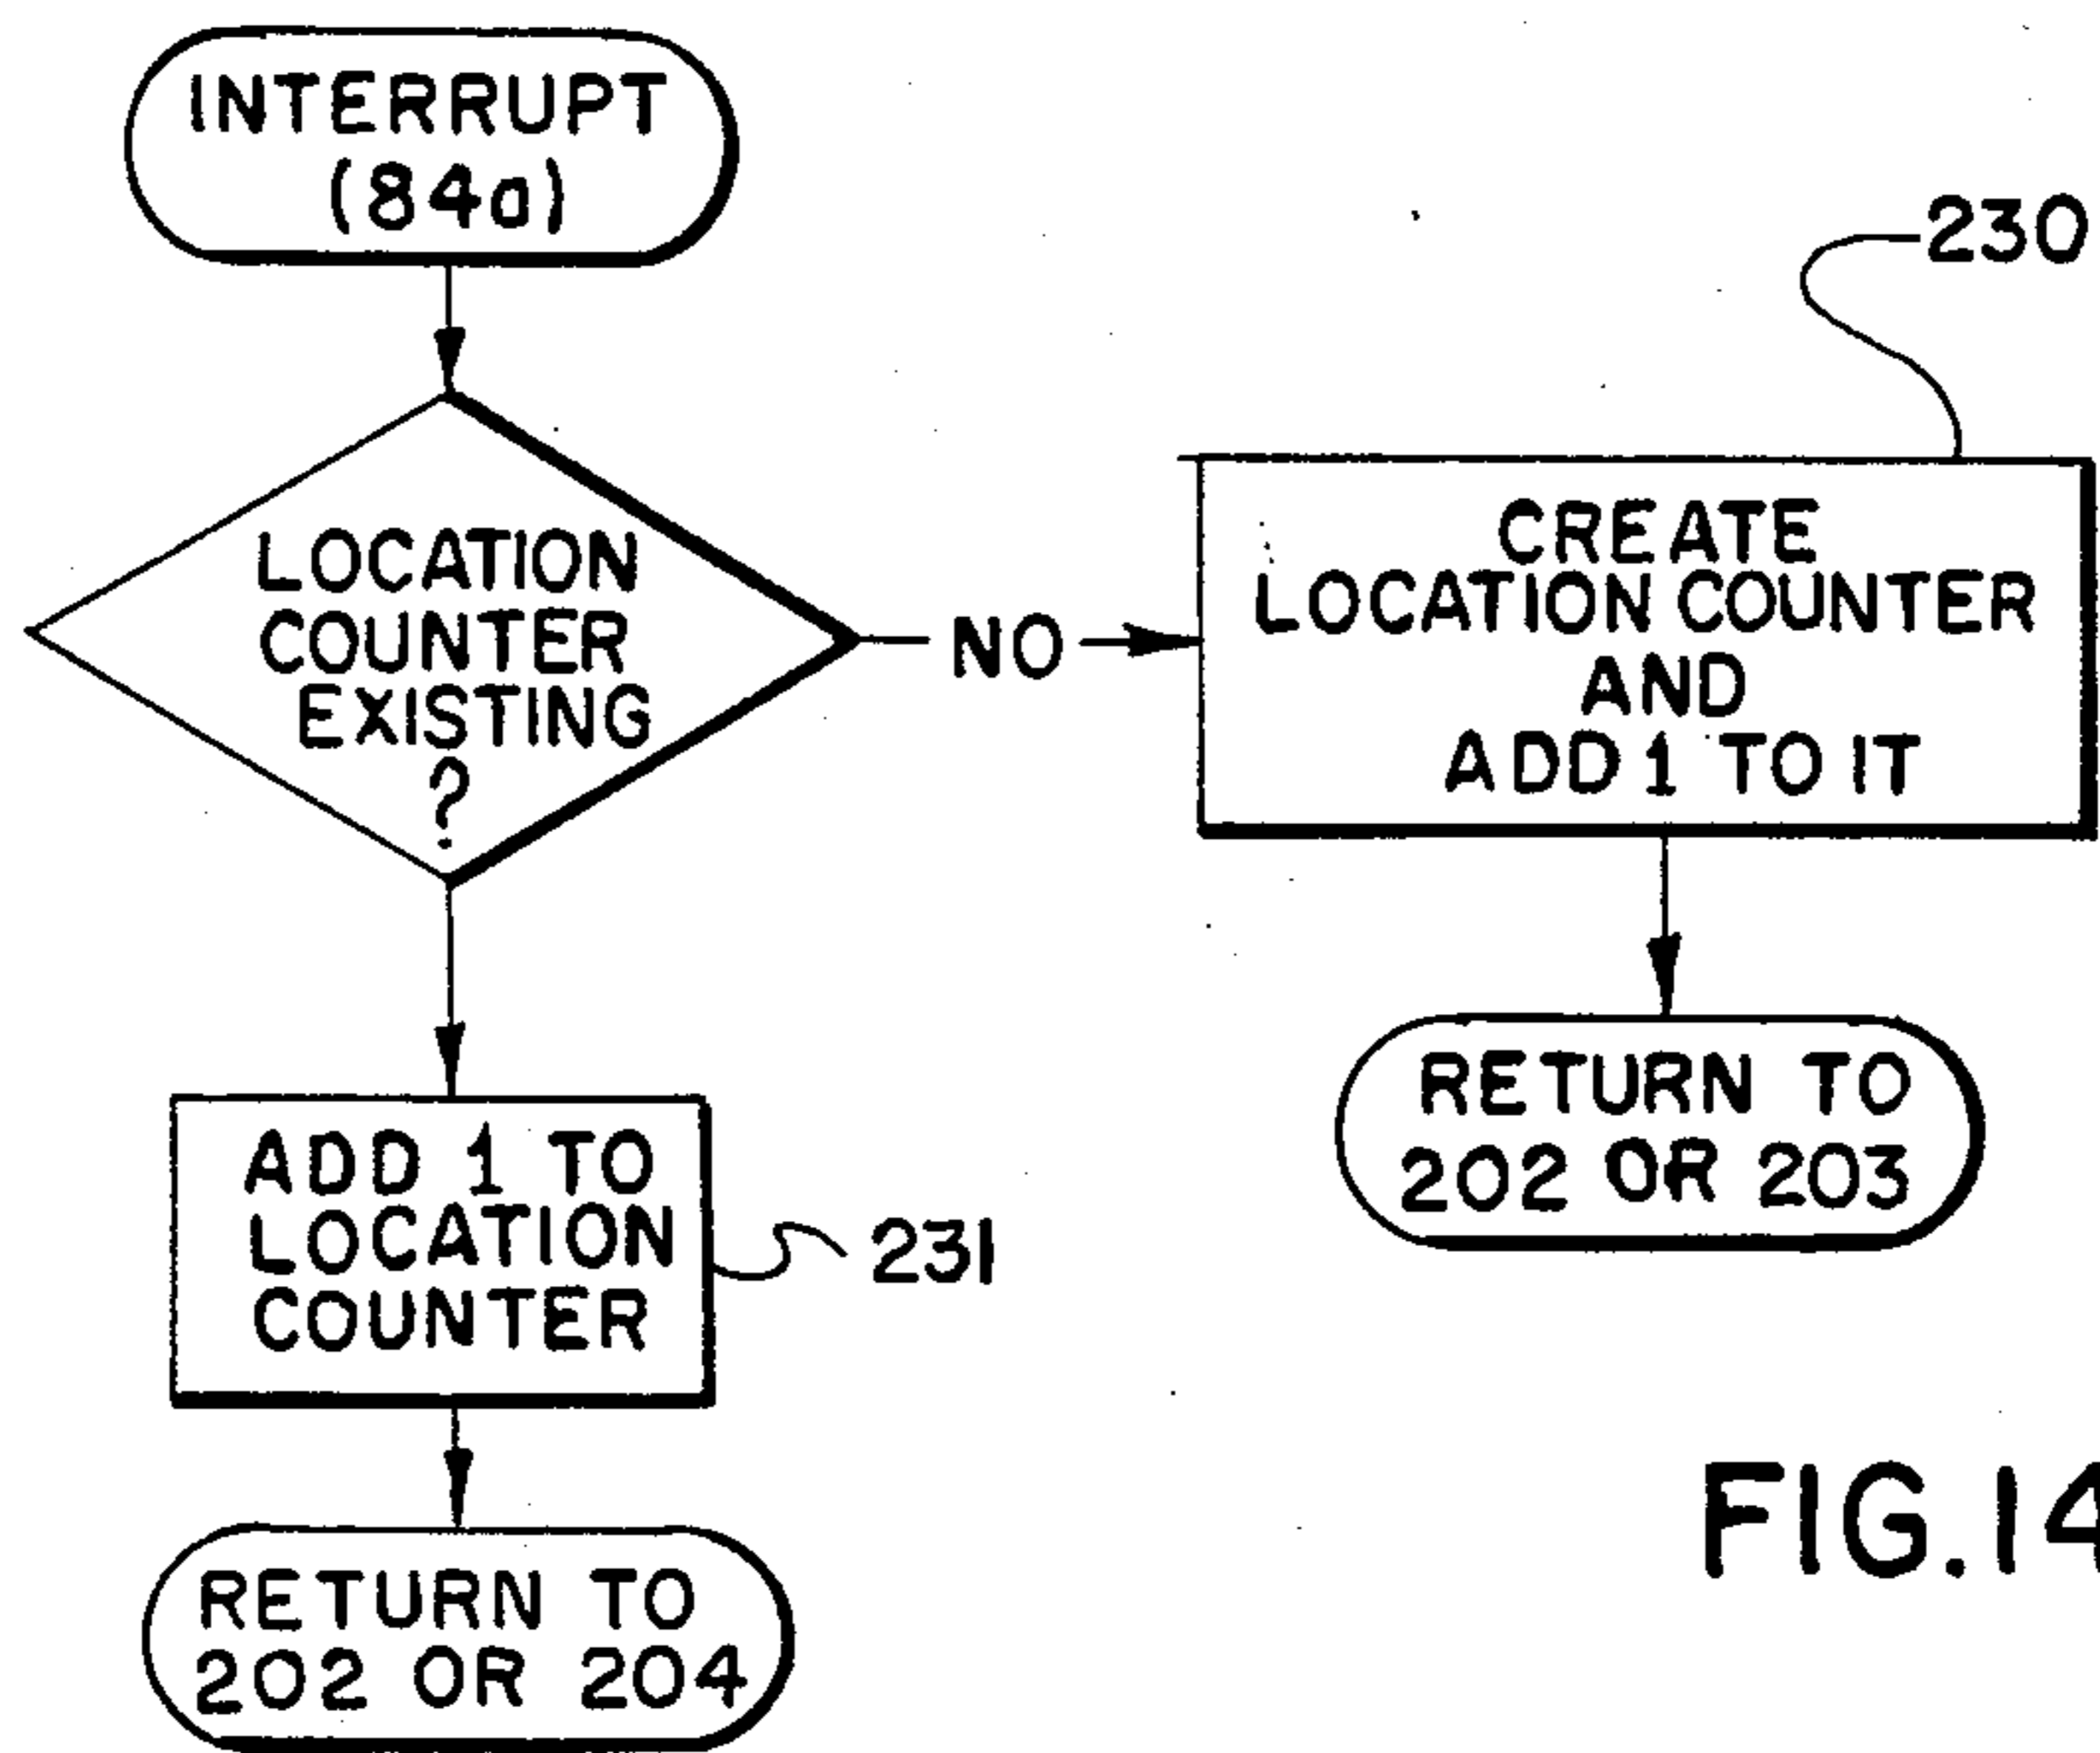 INTERRUPT
(84a)
LOCATION
COUNTER
EXISTING
?
NO
230
CREATE
LOCATION COUNTER
AND
ADD 1 TO IT
RETURN TO
202 OR 203
ADD 1 TO
LOCATION
COUNTER
231
RETURN TO
202 OR 204
FIG.14